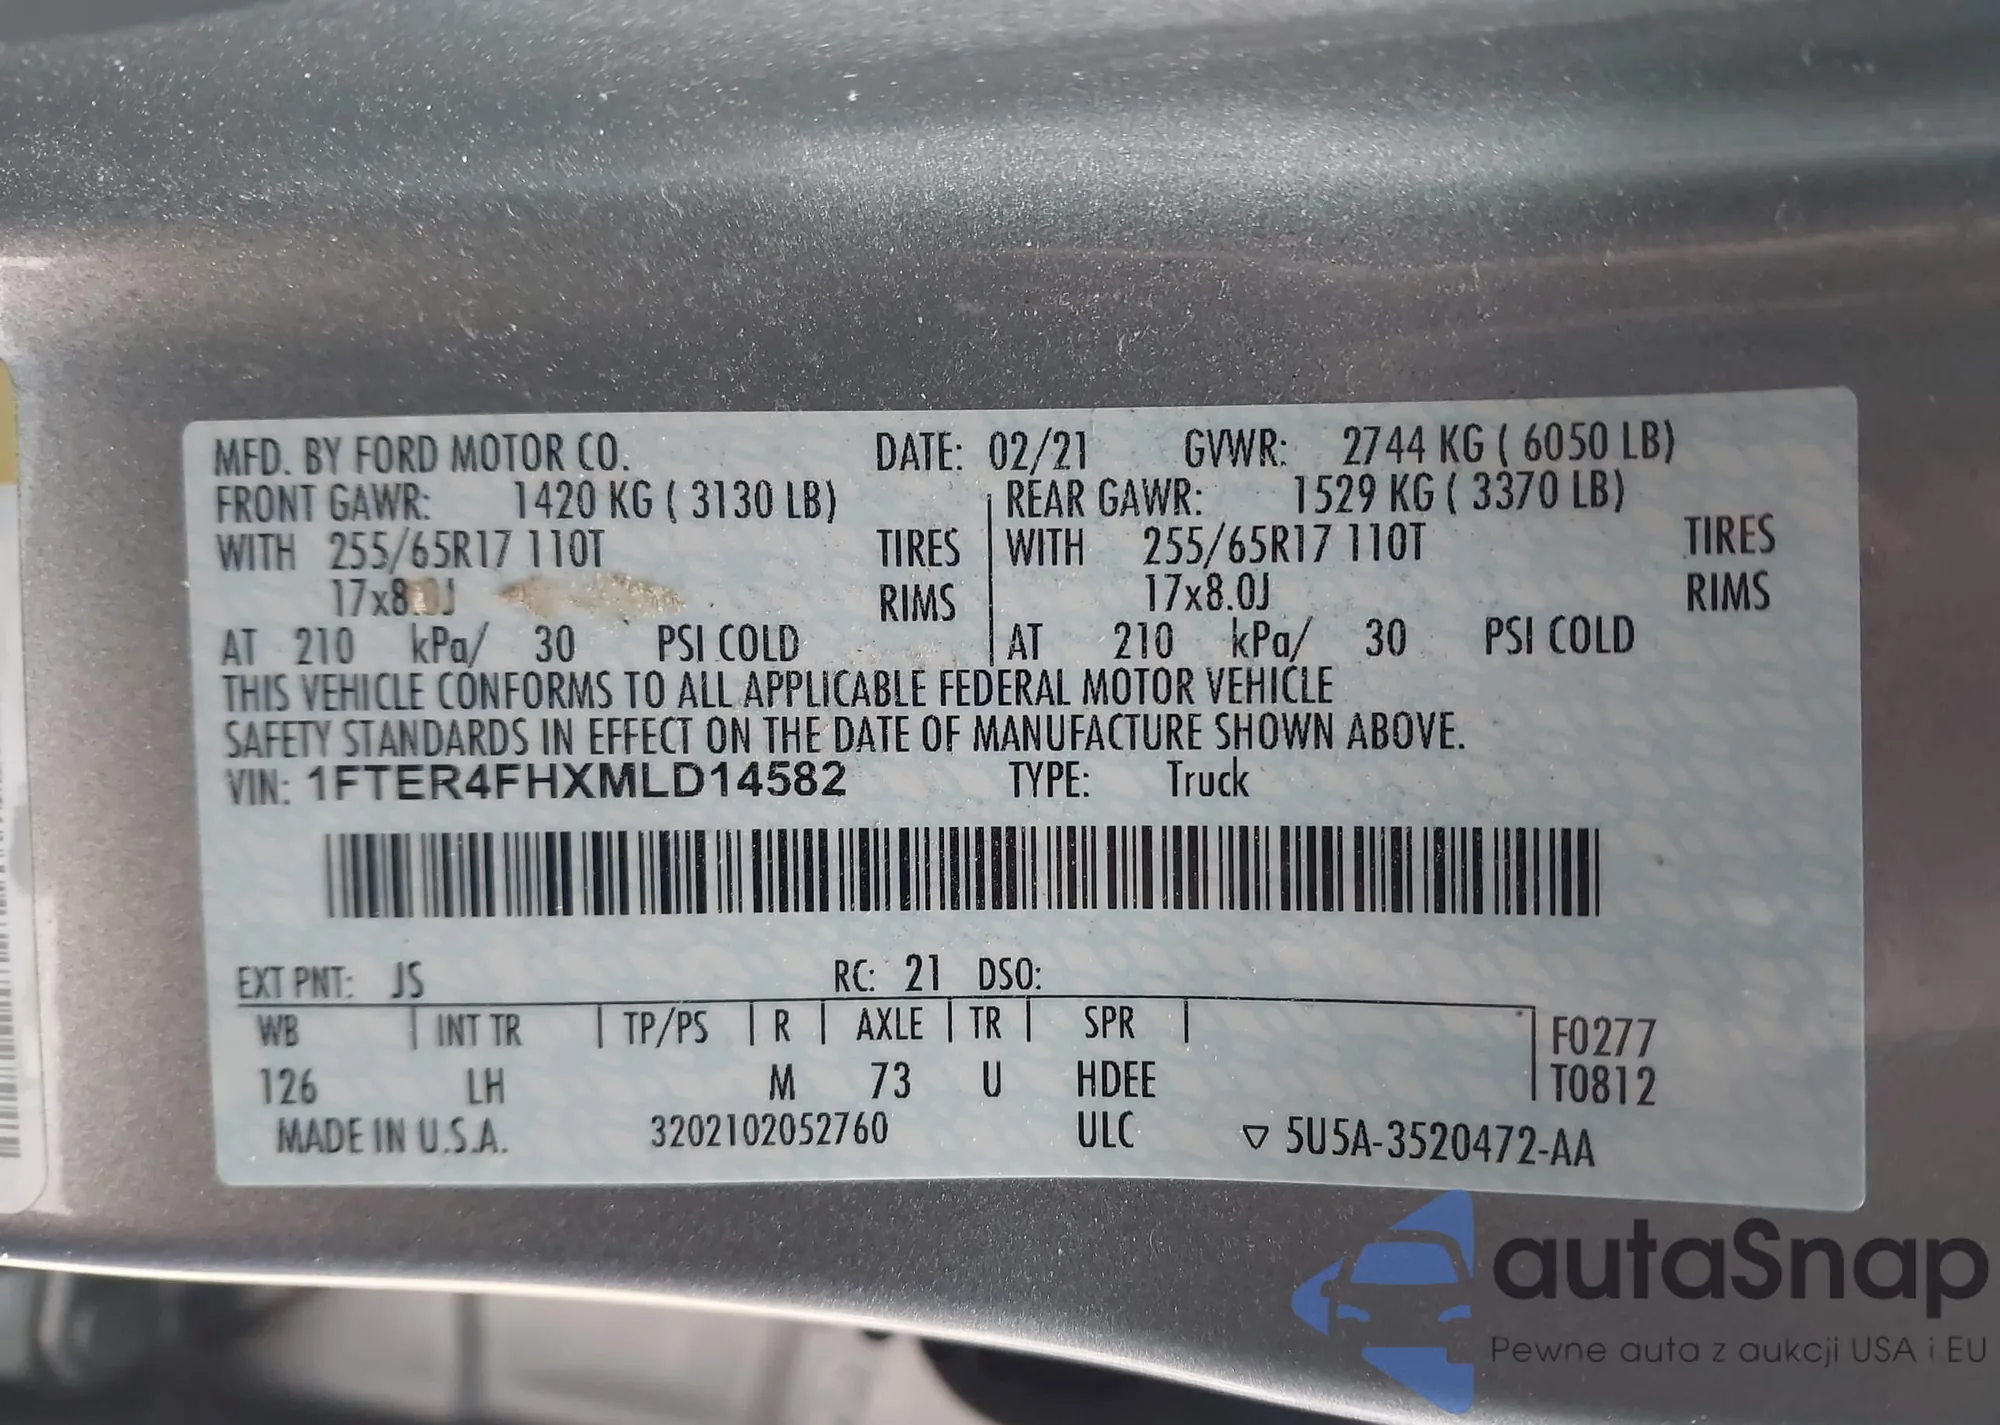 MFD. BY FORD MOTOR CO. DATE: 02/21 GVWR: 2744 KG ( 6050 LB)
FRONT GAWR: 1420 KG ( 3130 LB) REAR GAWR: 1529 KG ( 3370 LB)
WITH 255/65R17 110T TIRES WITH 255/65R17 110T TIRES
17x8.0J RIMS 17x8.0J RIMS
AT 210 kPa/ 30 PSI COLD AT 210 kPa/ 30 PSI COLD
THIS VEHICLE CONFORMS TO ALL APPLICABLE FEDERAL MOTOR VEHICLE
SAFETY STANDARDS IN EFFECT ON THE DATE OF MANUFACTURE SHOWN ABOVE.
VIN: 1FTER4FHXMLD14582 TYPE: Truck
EXT PNT: JS RC: 21 DSO:
WB INT TR TP/PS R AXLE TR SPR F0277
126 LH M 73 U HDEE T0812
MADE IN U.S.A. 3202102052760 ULC ▽ 5U5A-3520472-AA
autaSnap
Pewne auta z aukcji USA i EU